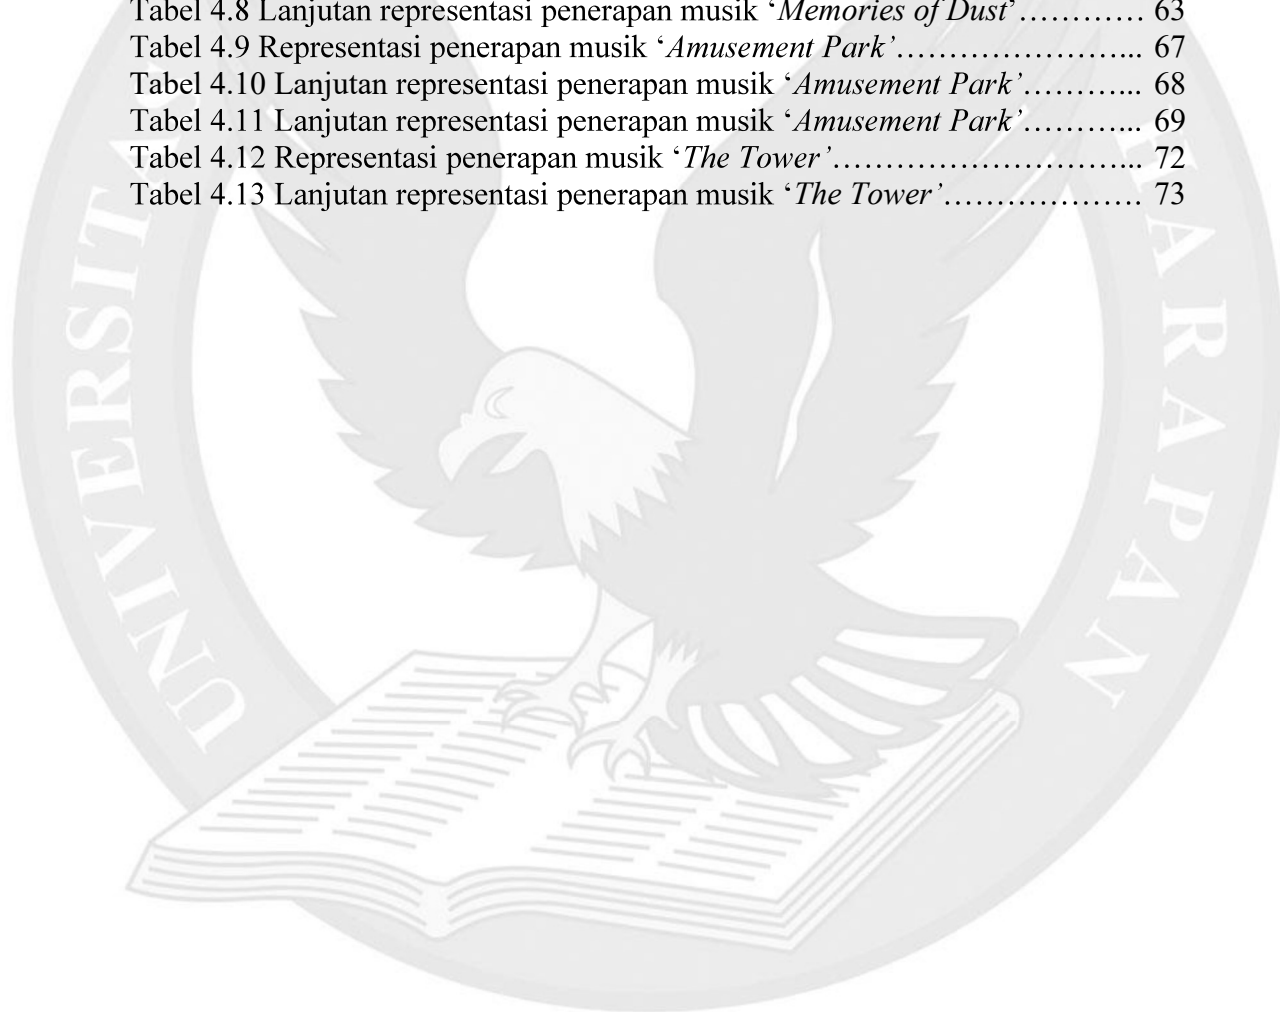 Tabel 4.8 Lanjutan representasi penerapan musik ‘Memories of Dust’………… 63
Tabel 4.9 Representasi penerapan musik ‘Amusement Park’…………………... 67
Tabel 4.10 Lanjutan representasi penerapan musik ‘Amusement Park’………... 68
Tabel 4.11 Lanjutan representasi penerapan musik ‘Amusement Park’……….. 69
Tabel 4.12 Representasi penerapan musik ‘The Tower’………………………... 72
Tabel 4.13 Lanjutan representasi penerapan musik ‘The Tower’………………. 73
UNIVERSITAS
HARAPAN